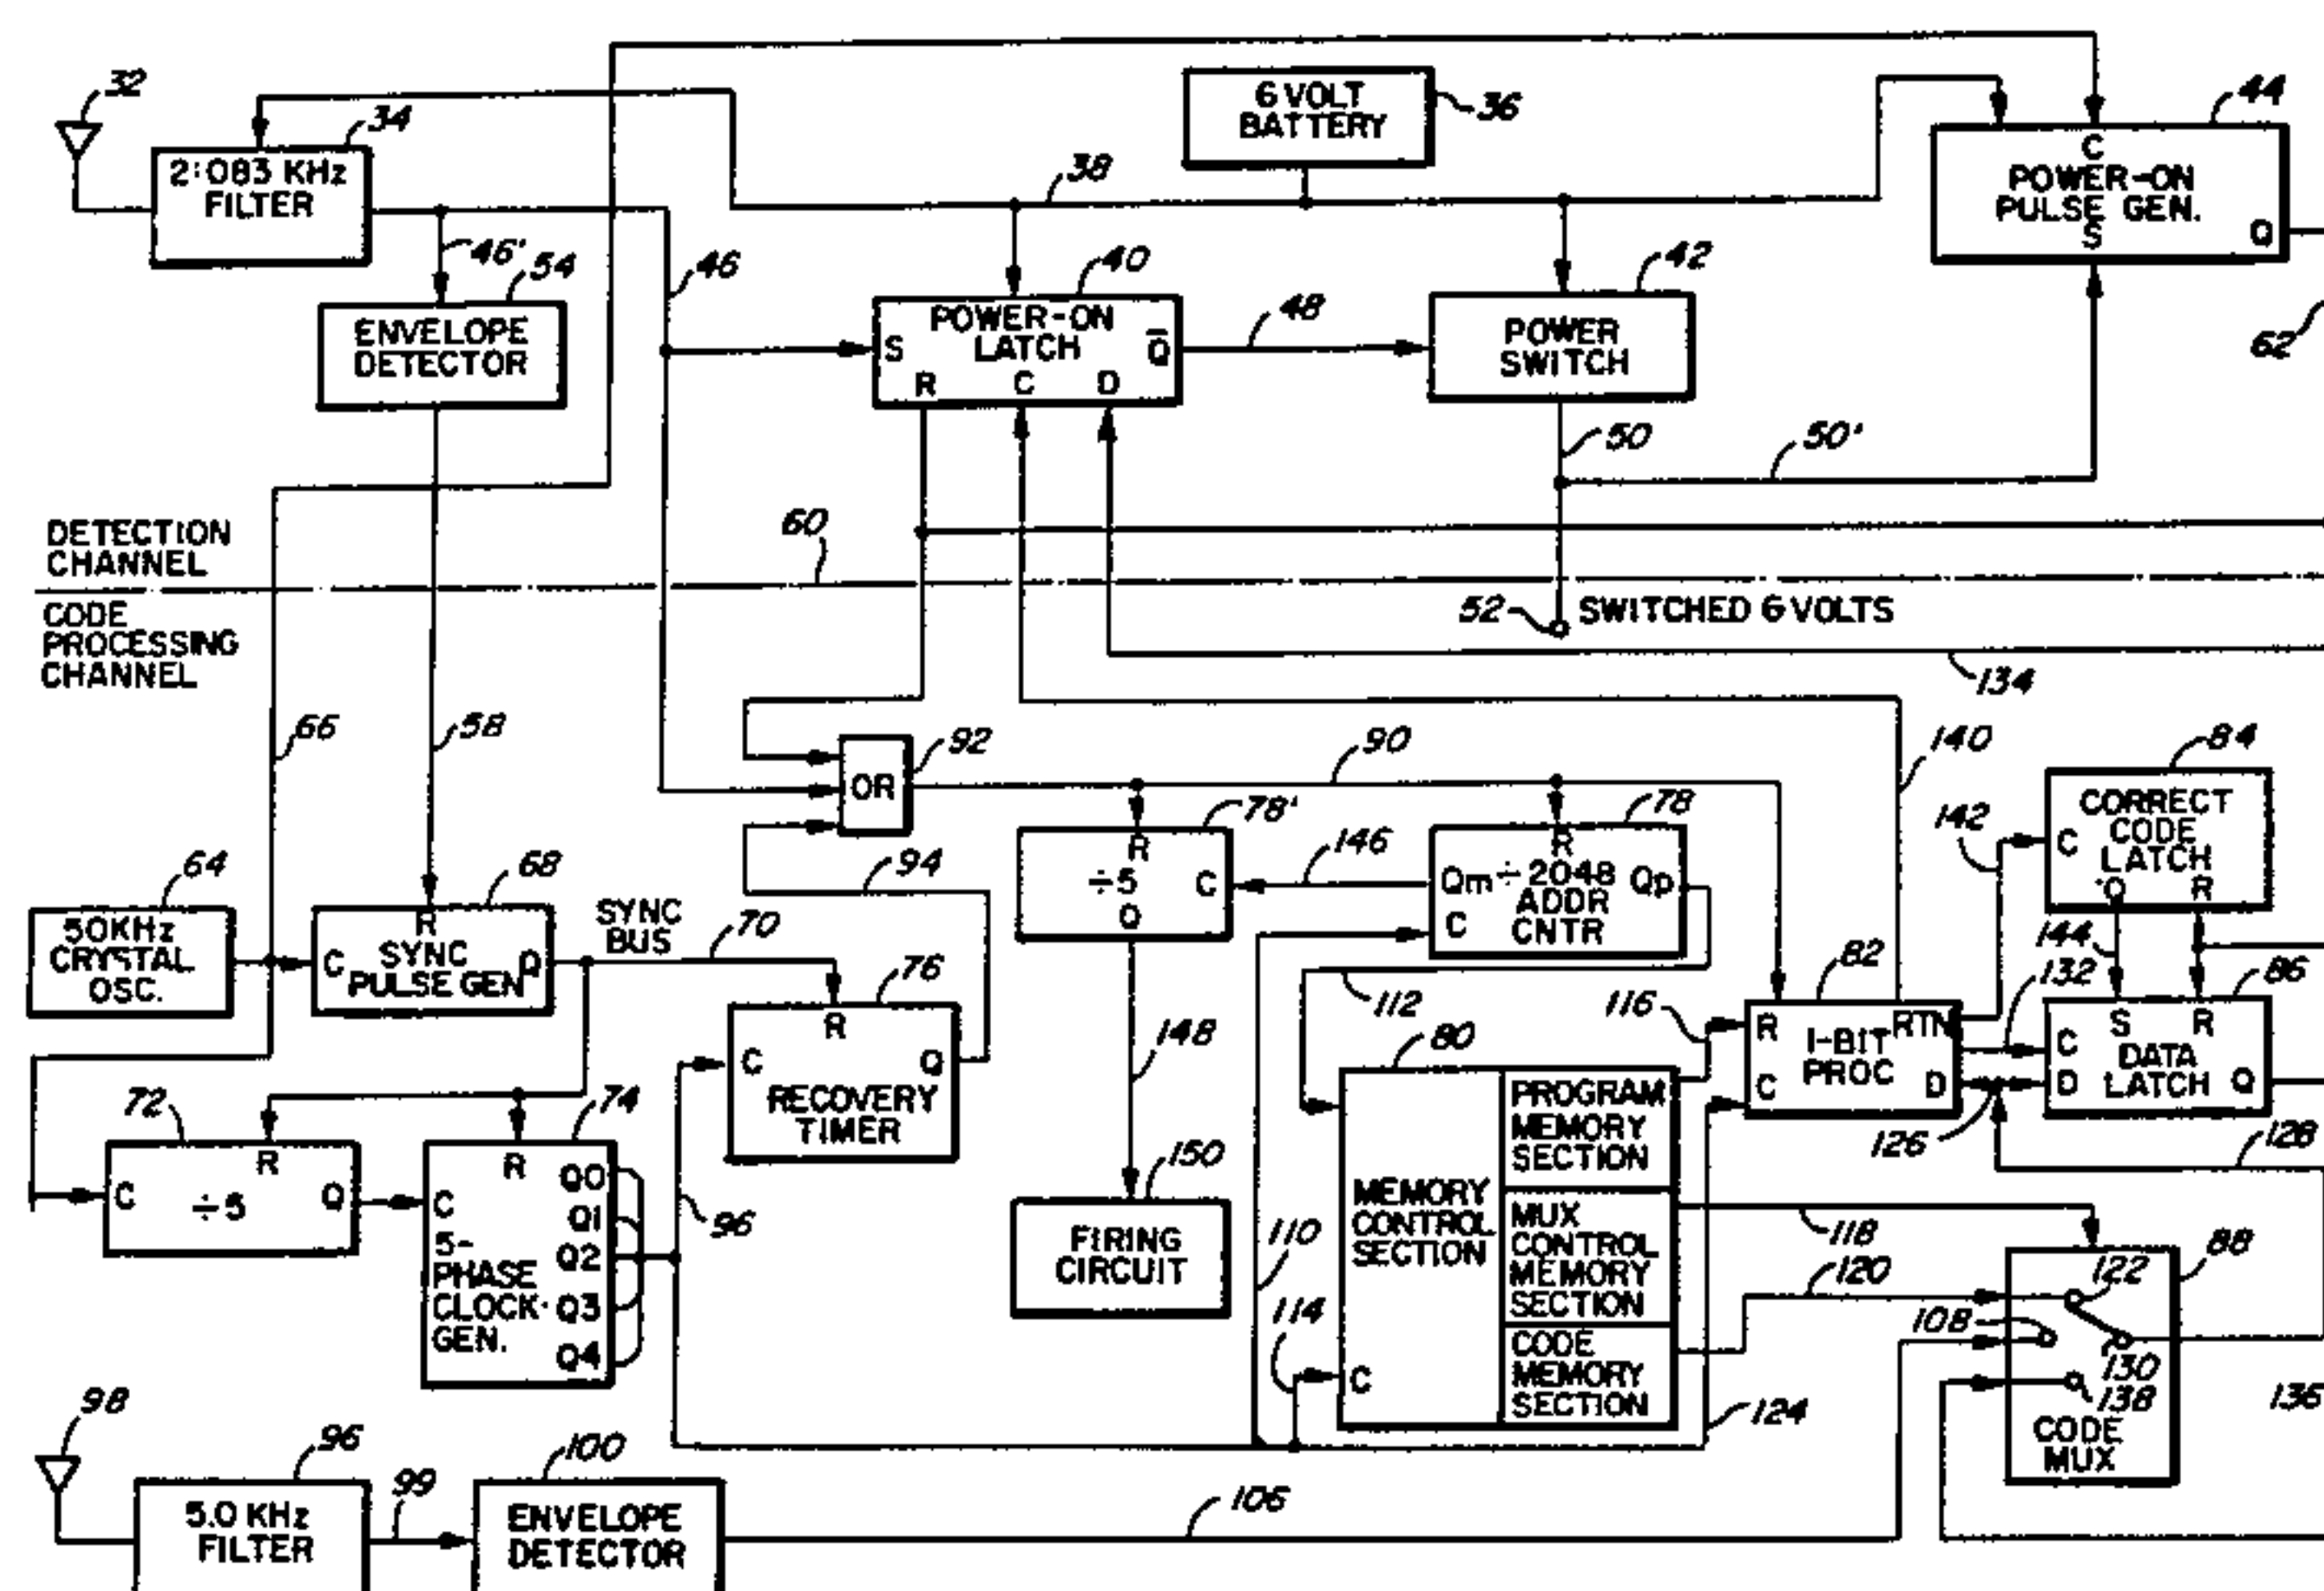 32
34
2.083 KHz
FILTER
6 VOLT
BATTERY
36
38
44
C
POWER-ON
PULSE GEN.
S
Q
62
46'
54
ENVELOPE
DETECTOR
46
40
POWER-ON
LATCH
S
R
C
D
Q̅
48
42
POWER
SWITCH
50
50'
DETECTION
CHANNEL
60
CODE
PROCESSING
CHANNEL
52
SWITCHED 6 VOLTS
134
66
58
92
OR
90
140
84
CORRECT
CODE
LATCH
C
Q
R
142
64
50KHz
CRYSTAL
OSC.
68
R
C
SYNC
PULSE GEN
Q
SYNC
BUS
70
94
78'
R
÷5
C
Q
146
78
R
Qm
÷2048
ADDR
CNTR
Qp
C
144
132
86
S
R
C
DATA
LATCH
D
Q
76
R
C
Q
RECOVERY
TIMER
112
116
82
R
RTN
1-BIT
PROC
C
D
126
128
72
R
C
÷5
Q
74
R
C
5-
PHASE
CLOCK
GEN.
Q0
Q1
Q2
Q3
Q4
96
148
150
FIRING
CIRCUIT
80
MEMORY
CONTROL
SECTION
C
PROGRAM
MEMORY
SECTION
MUX
CONTROL
MEMORY
SECTION
CODE
MEMORY
SECTION
110
114
118
120
124
88
122
108
130
138
CODE
MUX
136
98
96
5.0 KHz
FILTER
99
100
ENVELOPE
DETECTOR
106